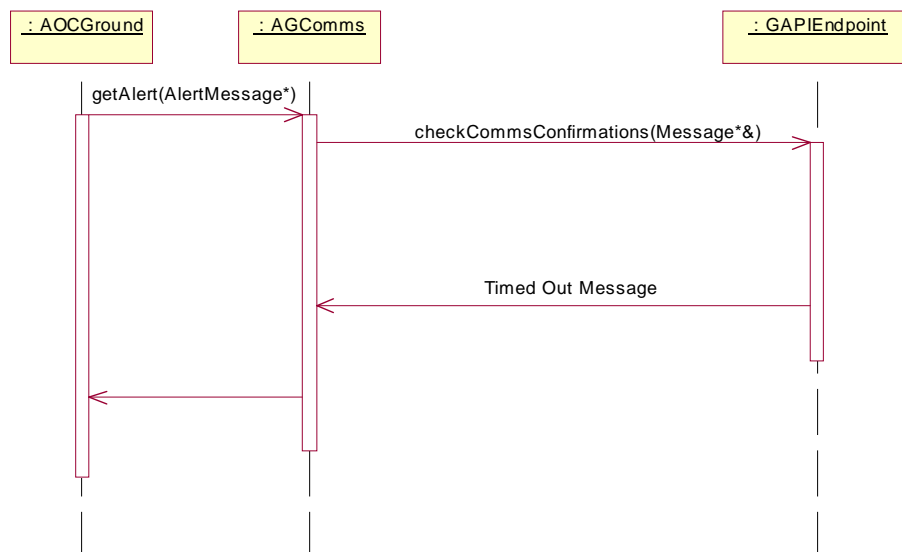 : AOCGround
: AGComms
: GAPIEndpoint
getAlert(AlertMessage*)
checkCommsConfirmations(Message*&)
Timed Out Message